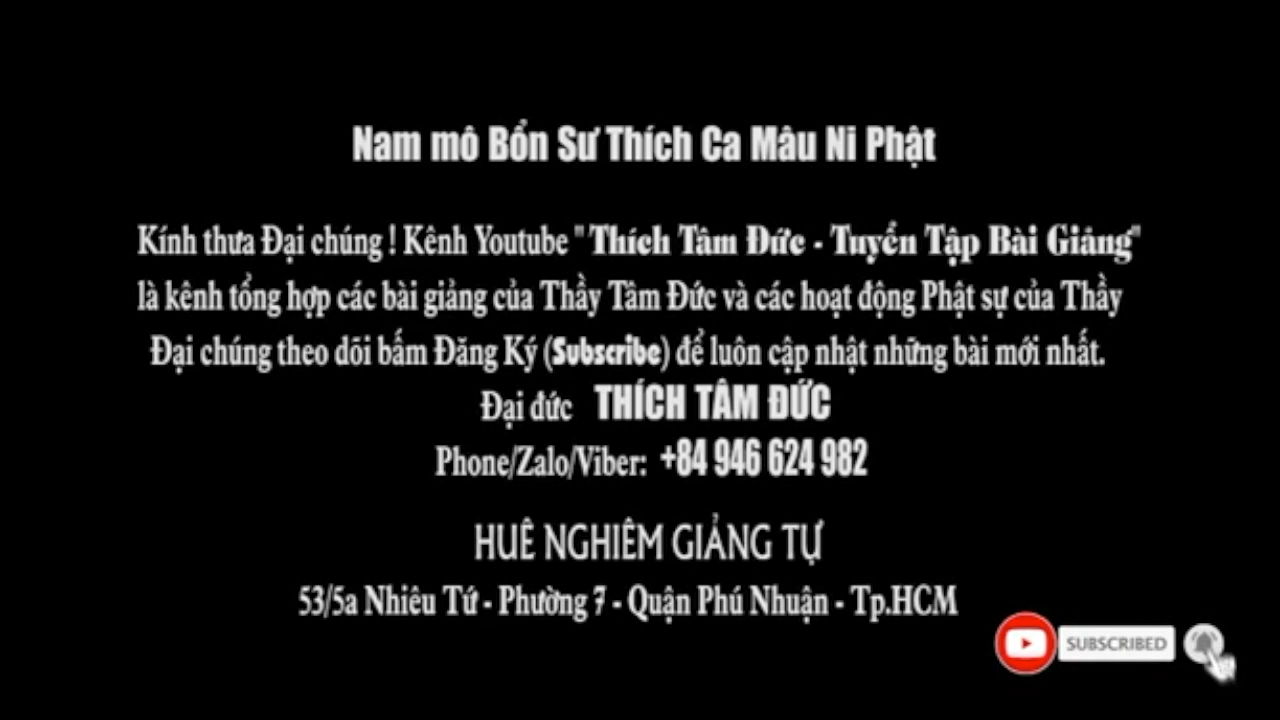 Nam mô Bổn Sư Thích Ca Mâu Ni Phật
Kính thưa Đại chúng ! Kênh Youtube "Thích Tâm Đức - Tuyển Tập Bài Giảng"
là kênh tổng hợp các bài giảng của Thầy Tâm Đức và các hoạt động Phật sự của Thầy
Đại chúng theo dõi bấm Đăng Ký (Subscribe) để luôn cập nhật những bài mới nhất.
Đại đức THÍCH TÂM ĐỨC
Phone/Zalo/Viber: +84 946 624 982
HUÊ NGHIÊM GIẢNG TỰ
53/5a Nhiêu Tứ - Phường 7 - Quận Phú Nhuận - Tp.HCM
SUBSCRIBED